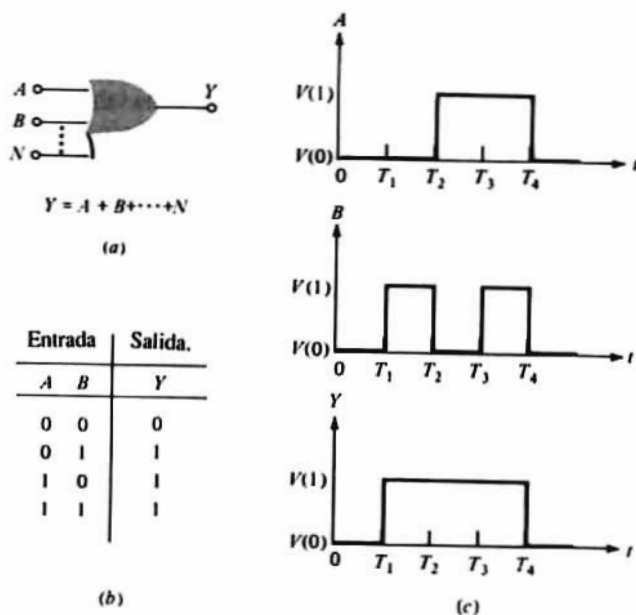 A
B
N
Y
Y = A + B+·····+N
(a)
Entrada Salida.
A B Y
0 0 0
0 1 1
1 0 1
1 1 1
(b)
A
V(1)
V(0)
0 T1 T2 T3 T4 t
B
V(1)
V(0)
0 T1 T2 T3 T4 t
Y
V(1)
V(0)
0 T1 T2 T3 T4 t
(c)